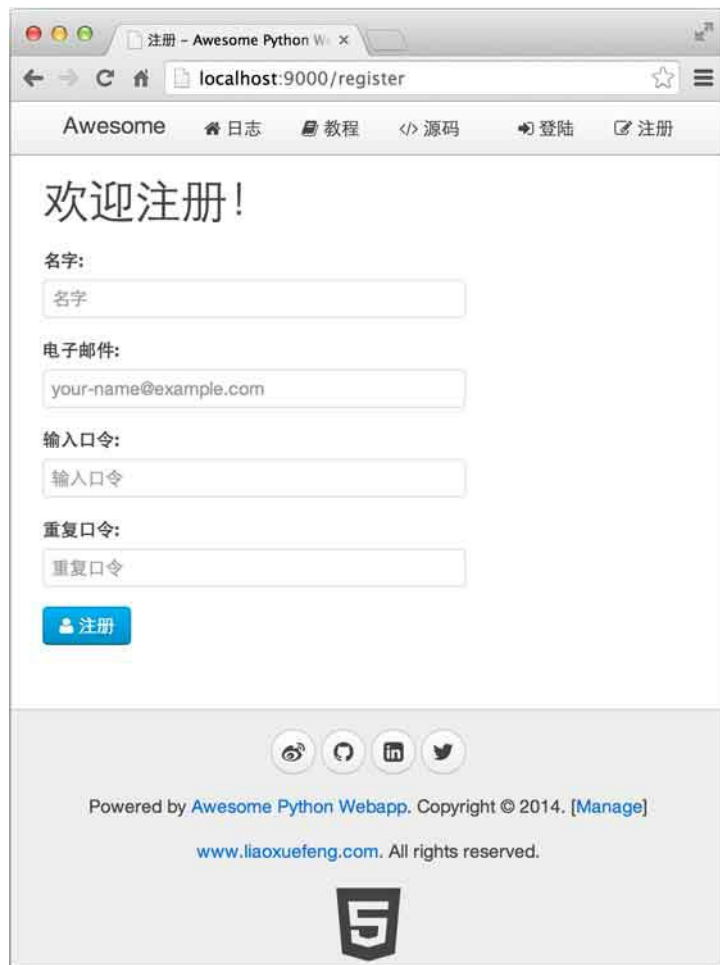 注册 - Awesome Python W
localhost:9000/register
Awesome 日志 教程 源码 登陆 注册
欢迎注册!
名字:
名字
电子邮件:
your-name@example.com
输入口令:
输入口令
重复口令:
重复口令
注册
Powered by Awesome Python Webapp. Copyright © 2014. [Manage]
www.liaoxuefeng.com. All rights reserved.